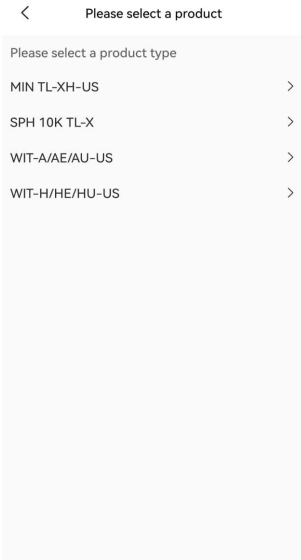 Please select a product
Please select a product type
MIN TL-XH-US
SPH 10K TL-X
WIT-A/AE/AU-US
WIT-H/HE/HU-US